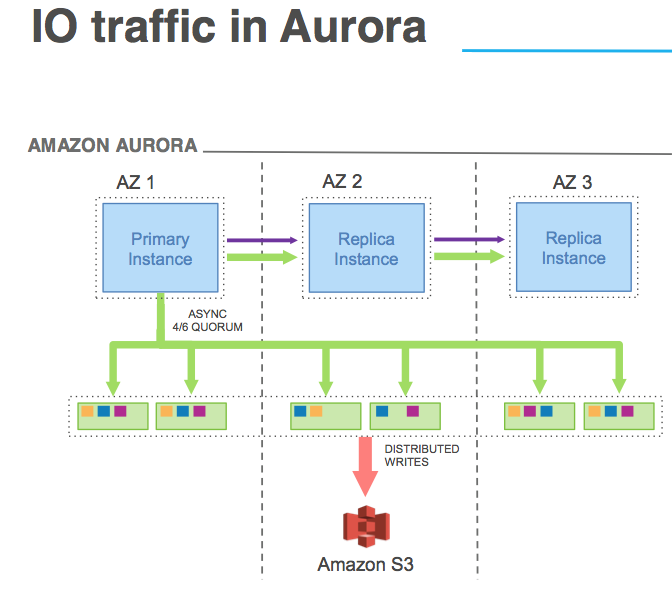 IO traffic in Aurora
AMAZON AURORA
AZ 1
AZ 2
AZ 3
Primary
Instance
Replica
Instance
Replica
Instance
ASYNC
4/6 QUORUM
DISTRIBUTED
WRITES
Amazon S3